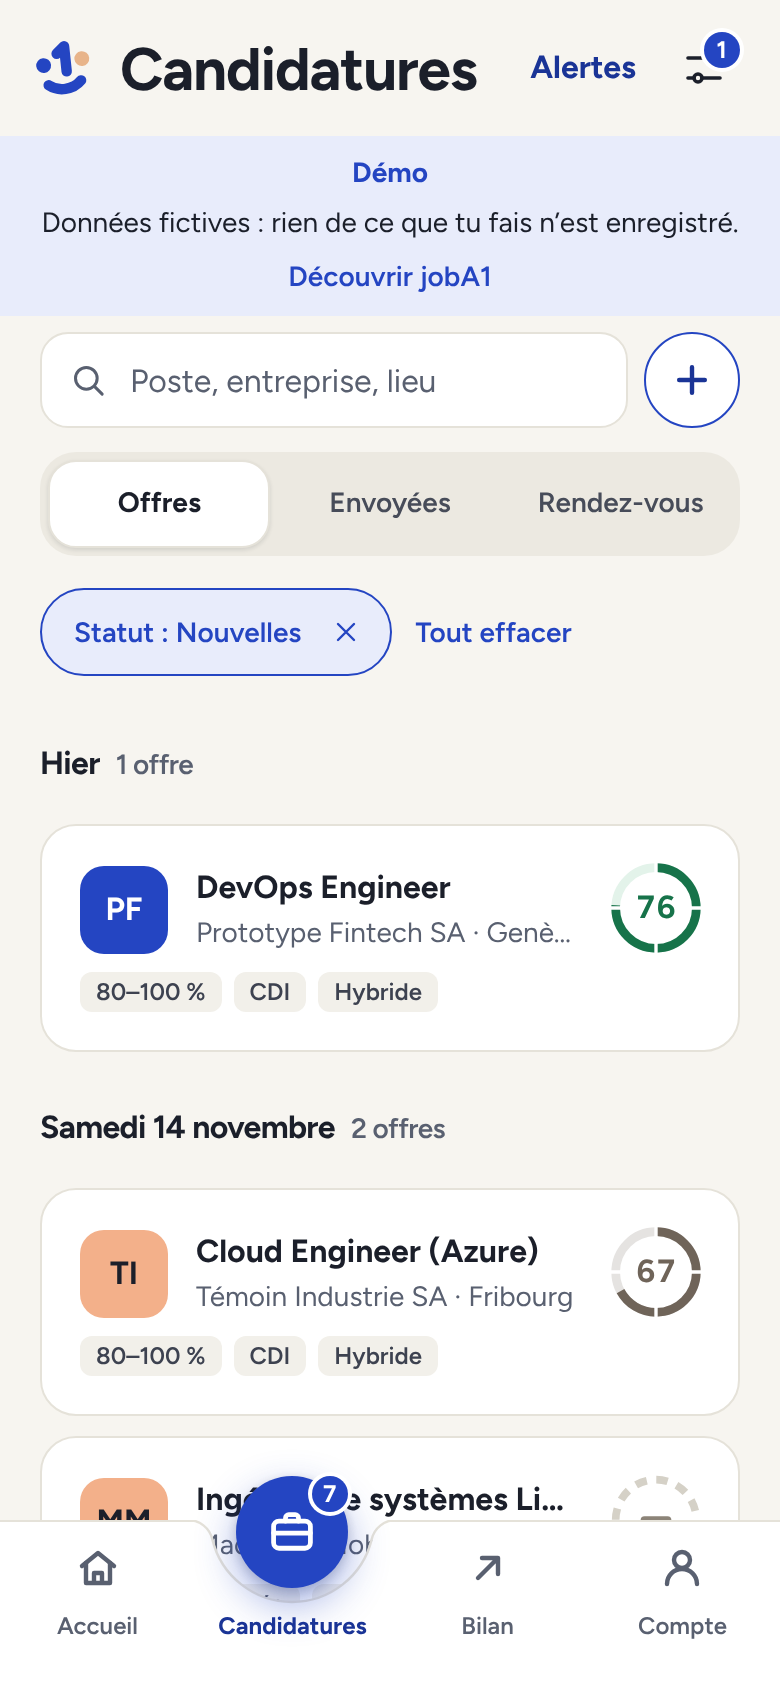 Candidatures
Alertes
1
Démo
Données fictives : rien de ce que tu fais n’est enregistré.
Découvrir jobA1
Poste, entreprise, lieu
Offres
Envoyées
Rendez-vous
Statut : Nouvelles
Tout effacer
Hier 1 offre
PF
DevOps Engineer
Prototype Fintech SA · Genè...
76
80–100 %
CDI
Hybride
Samedi 14 novembre 2 offres
TI
Cloud Engineer (Azure)
Témoin Industrie SA · Fribourg
67
80–100 %
CDI
Hybride
MM
systèmes Li...
7
Accueil
Candidatures
Bilan
Compte